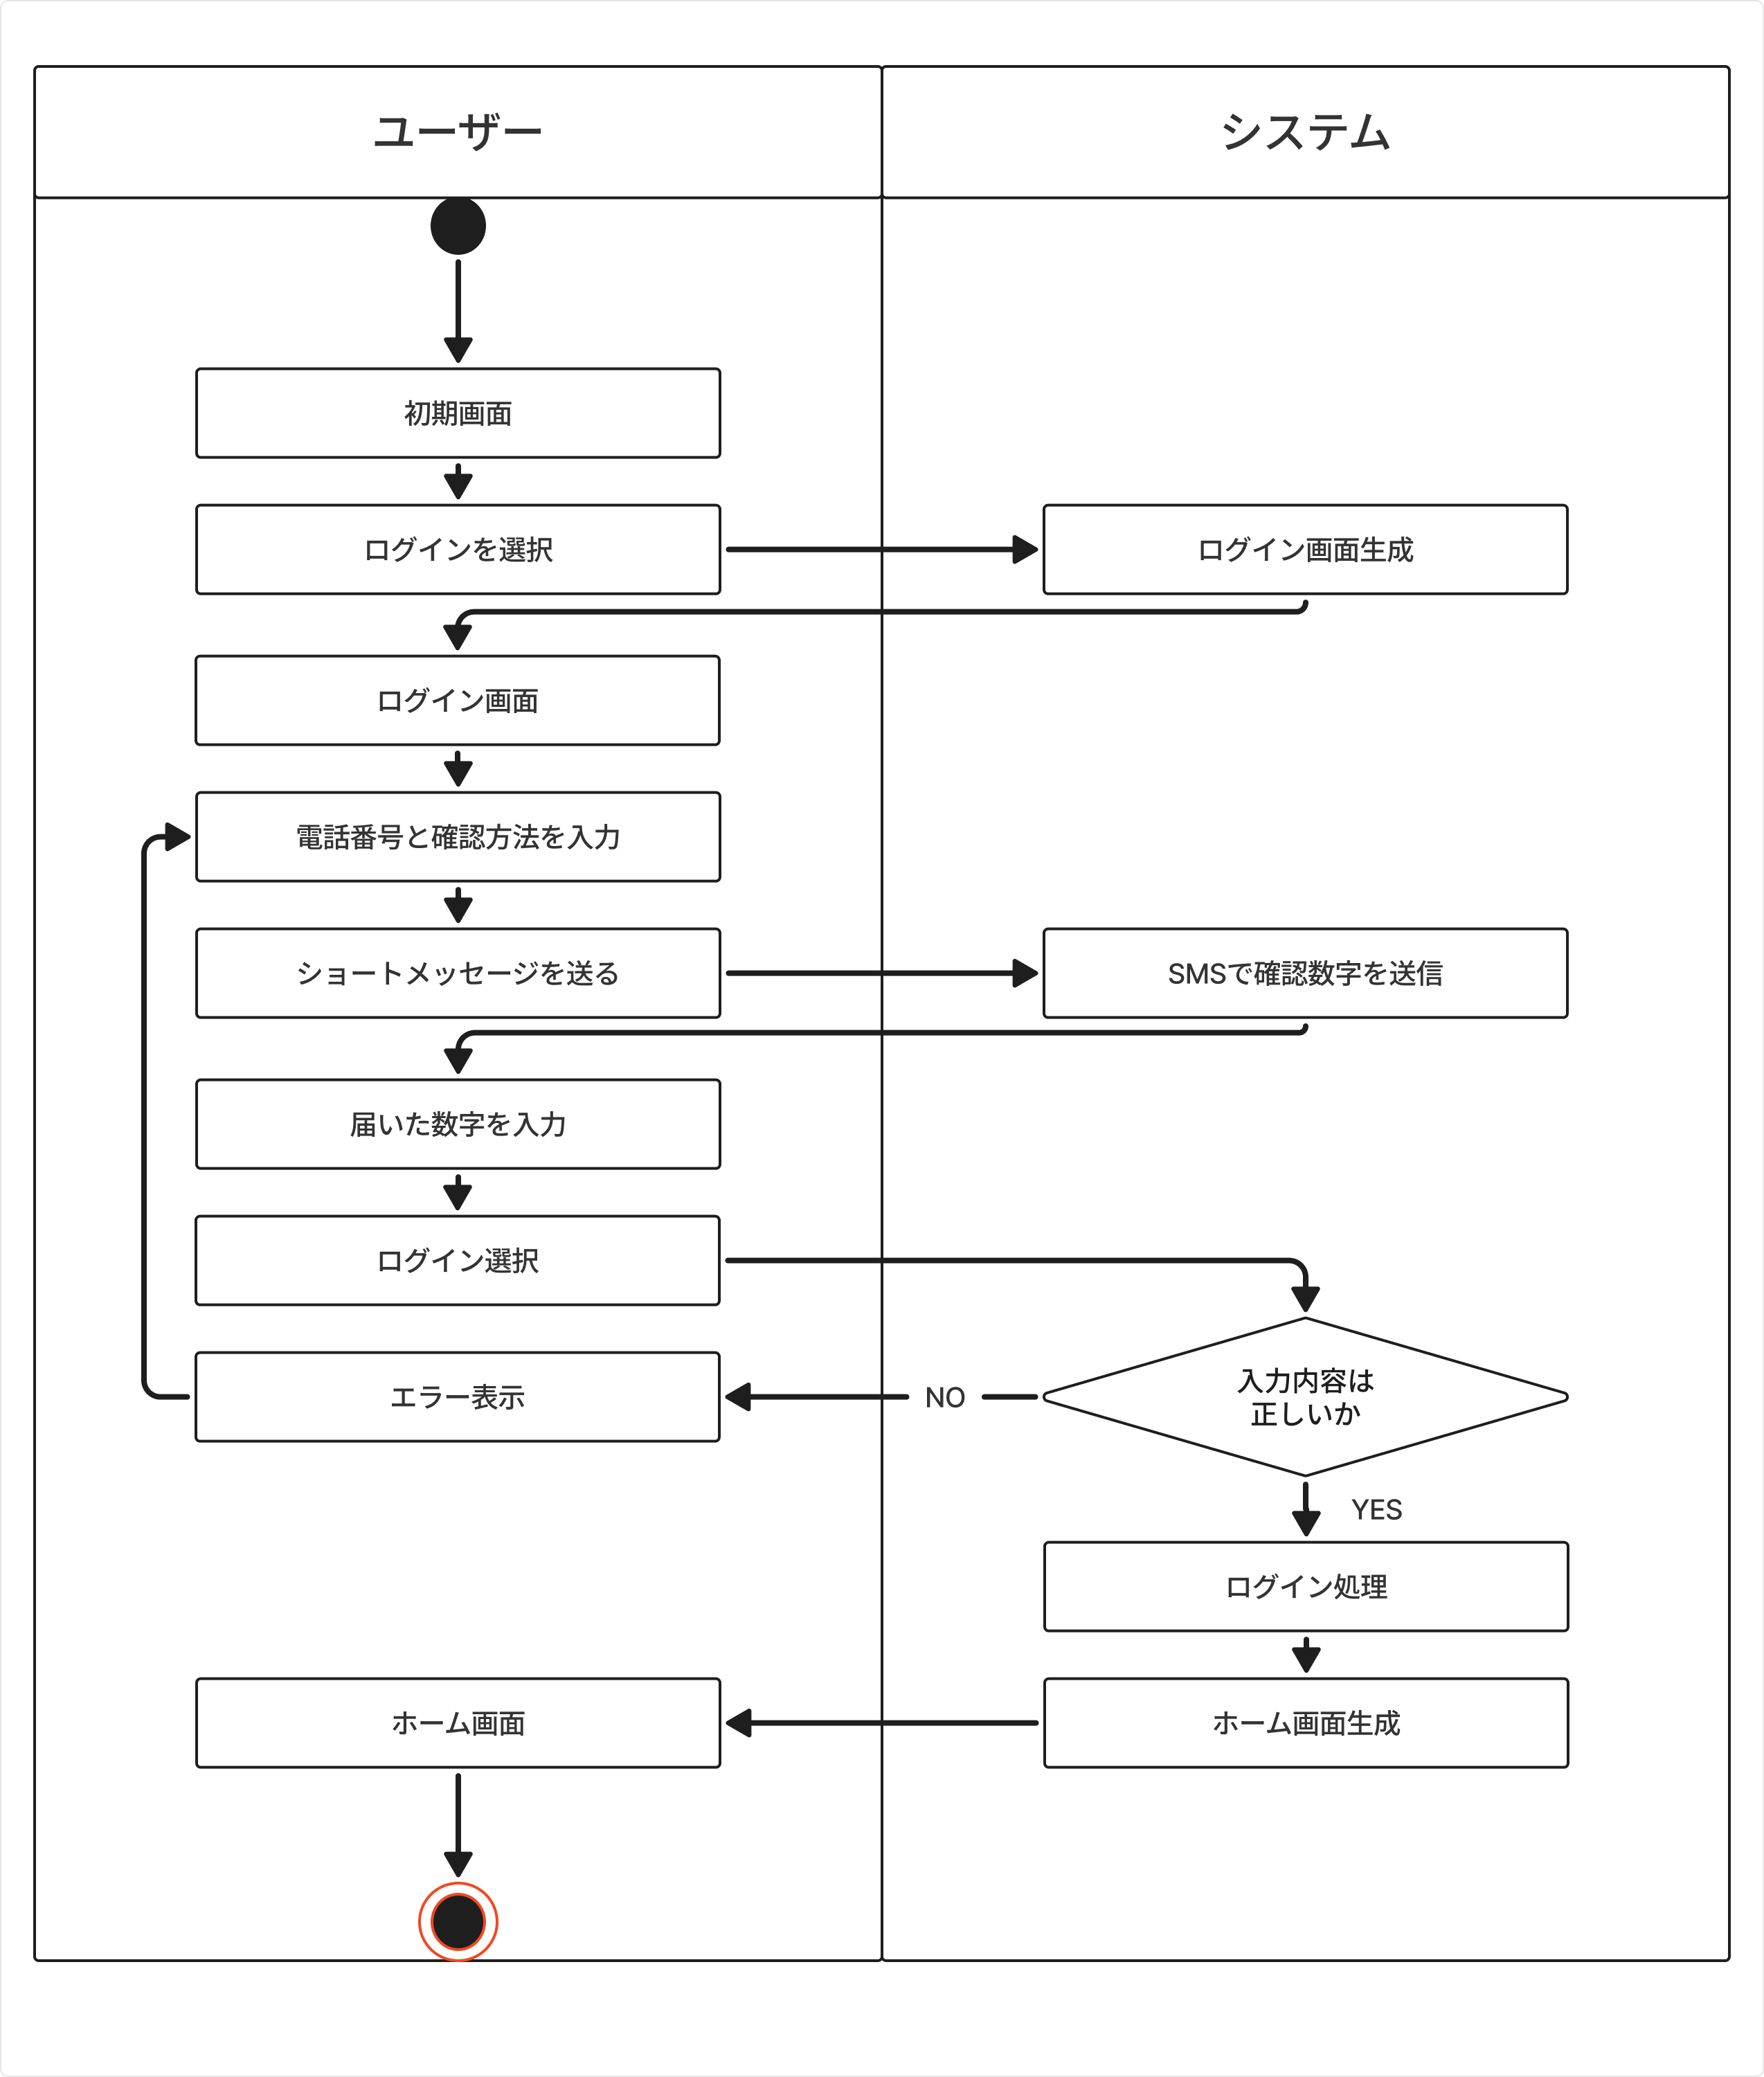 ユーザー
システム
初期画面
ログインを選択
ログイン画面生成
ログイン画面
電話番号と確認方法を入力
ショートメッセージを送る
SMSで確認数字を送信
届いた数字を入力
ログイン選択
入力内容は
正しいか
NO
エラー表示
YES
ログイン処理
ホーム画面
ホーム画面生成